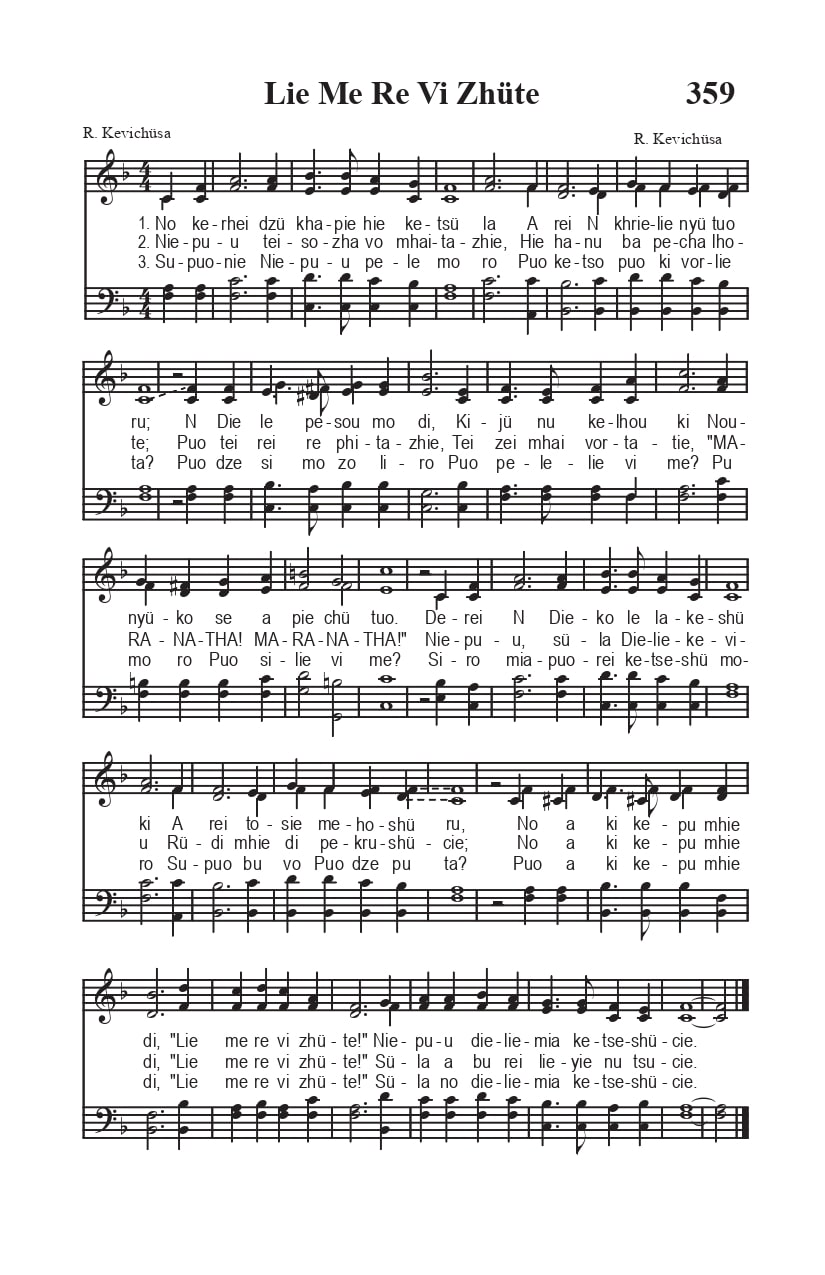 Lie Me Re Vi Zhüte 359
R. Kevichüsa R. Kevichüsa
1. No ke-rhei dzü kha-pie hie ke-tsü la A rei N khrie-lie nyü tuo
2. Nie-pu-u tei-so-zha vo mhai-ta-zhie, Hie ha-nu ba pe-cha lho-
3. Su-puo-nie Nie-pu-u pe-le mo ro Puo ke-tso puo ki vor-lie
ru; N Die le pe-sou mo di, Ki-jü nu ke-lhou ki Nou-
te; Puo tei rei re phi-ta-zhie, Tei zei mhai vor-ta-tie, "MA-
ta? Puo dze si mo zo li-ro Puo pe-le-lie vi me? Pu
nyü-ko se a pie chü tuo. De-rei N Die-ko le la-ke-shü
RA-NA-THA! MA-RA-NA-THA!" Nie-pu-u, sü-la Die-lie-ke-vi-
mo ro Puo si-lie vi me? Si-ro mia-puo-rei ke-tse-shü mo-
ki A rei to-sie me-ho-shü ru, No a ki ke-pu mhie
u Rü-di mhie di pe-kru-shü-cie; No a ki ke-pu mhie
ro Su-puo bu vo Puo dze pu ta? Puo a ki ke-pu mhie
di, "Lie me re vi zhü-te!" Nie-pu-u die-lie-mia ke-tse-shü-cie.
di, "Lie me re vi zhü-te!" Sü-la a bu rei lie-yie nu tsu-cie.
di, "Lie me re vi zhü-te!" Sü-la no die-lie-mia ke-tse-shü-cie.